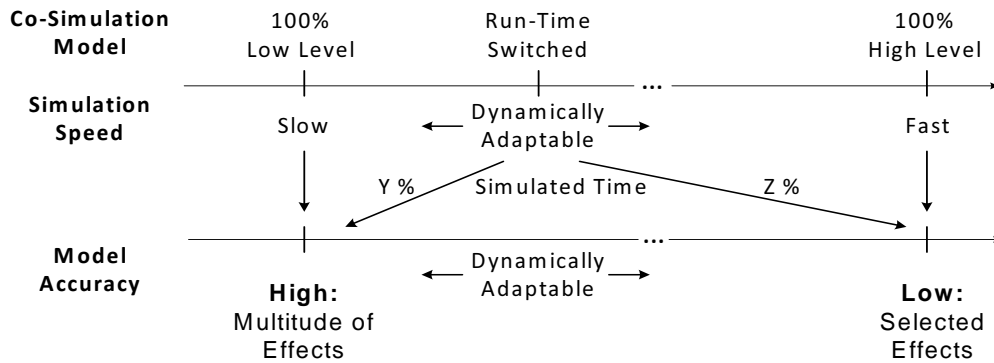 Co-Simulation
Model
100%
Low Level
Run-Time
Switched
100%
High Level
...
Simulation
Speed
Slow
Dynamically
Adaptable
Fast
Y %
Simulated Time
Z %
...
Model
Accuracy
Dynamically
Adaptable
High:
Multitude of
Effects
Low:
Selected
Effects